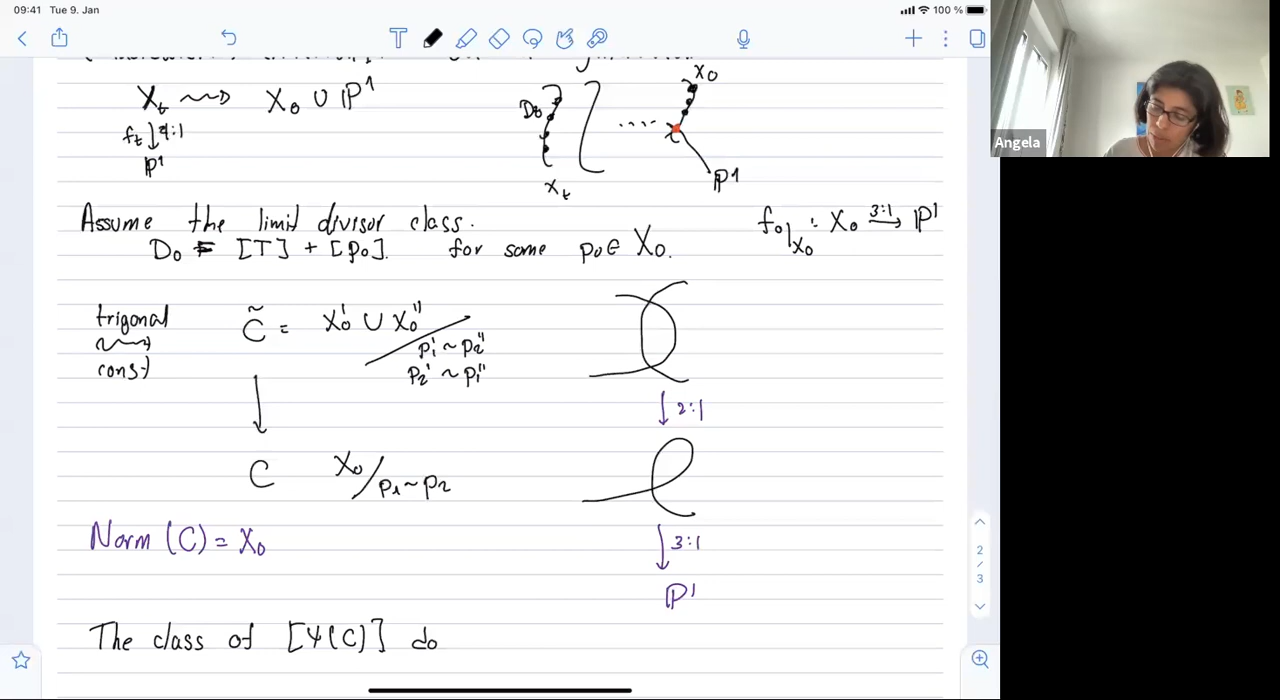 09:41 Tue 9. Jan
100 %
X_t ⇝ X_0 ∪ ℙ^1
f_t ↓ 4:1
ℙ^1
D_0
X_t
....
X_0
ℙ^1
Angela
Assume the limit divisor class.
D_0 = [T] + [p_0]. for some p_0 ∈ X_0.
f_0|_{X_0} : X_0 \xrightarrow{3:1} ℙ^1
trigonal
const)
C̃ = X_0' ∪ X_0'' / p_1' ~ p_2''
p_2' ~ p_1''
↓ 2:1
C X_0 / p_1 ~ p_2
Norm (C) = X_0
↓ 3:1
ℙ^1
The class of [Ψ(C)] do
2
/
3